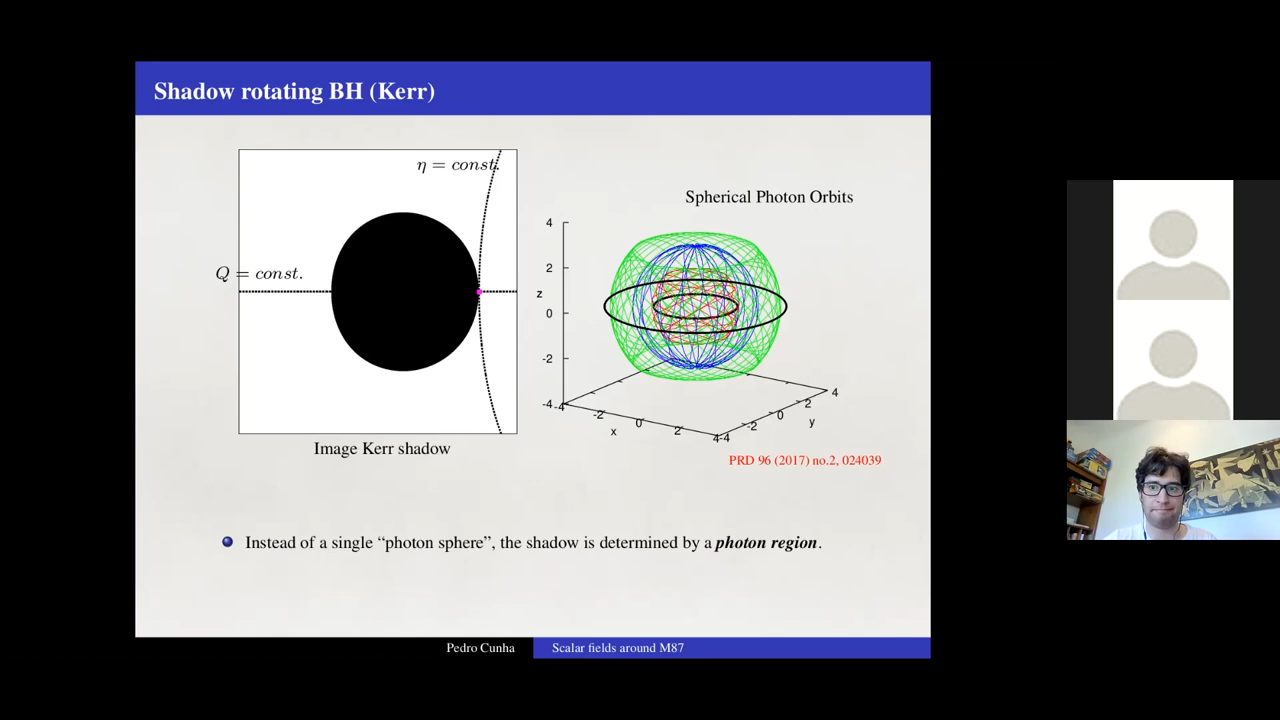 Shadow rotating BH (Kerr)
η = const.
Q = const.
Image Kerr shadow
Spherical Photon Orbits
4
2
z
0
-2
-4
-4
-2
0
2
4
x
-4
-2
0
2
4
y
PRD 96 (2017) no.2, 024039
Instead of a single “photon sphere”, the shadow is determined by a photon region.
Pedro Cunha
Scalar fields around M87